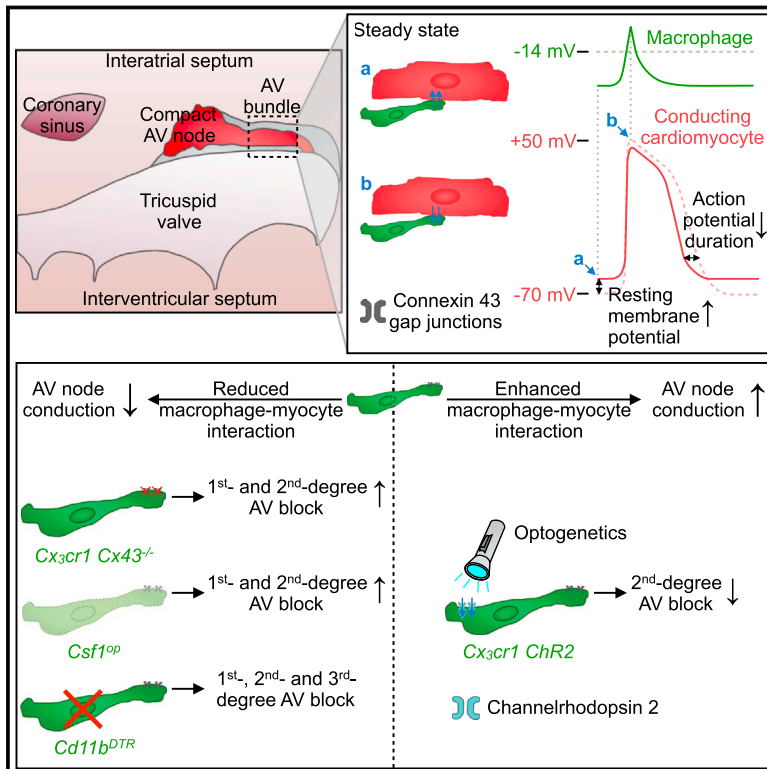 Interatrial septum
Coronary
sinus
Compact
AV node
AV
bundle
Tricuspid
valve
Interventricular septum
Steady state
a
b
Connexin 43
gap junctions
-14 mV
Macrophage
+50 mV
Conducting
cardiomyocyte
b
Action
potential
duration ↓
a
-70 mV
Resting
membrane
potential ↑
AV node
conduction ↓
Reduced
macrophage-myocyte
interaction
Enhanced
macrophage-myocyte
interaction
AV node
conduction ↑
1st- and 2nd-degree
AV block ↑
Cx3cr1 Cx43-/-
1st- and 2nd-degree
AV block ↑
Csf1op
1st-, 2nd- and 3rd-
degree AV block
Cd11bDTR
Optogenetics
2nd-degree
AV block ↓
Cx3cr1 ChR2
Channelrhodopsin 2